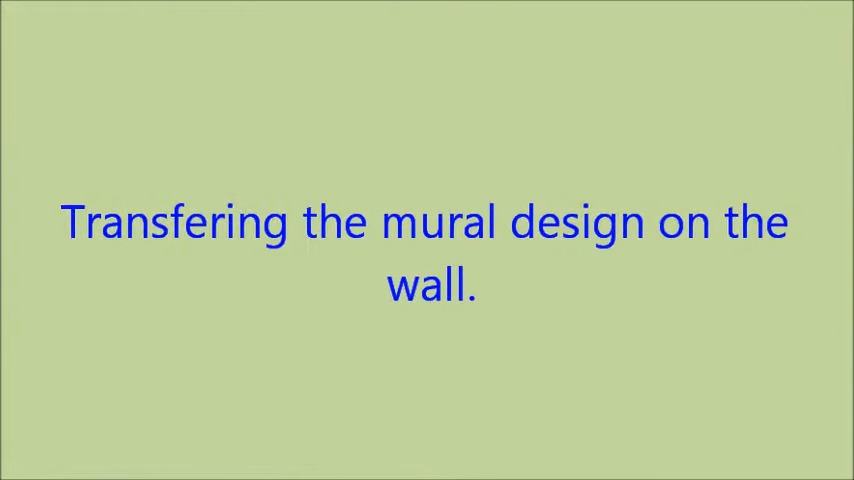 Transfering the mural design on the
wall.